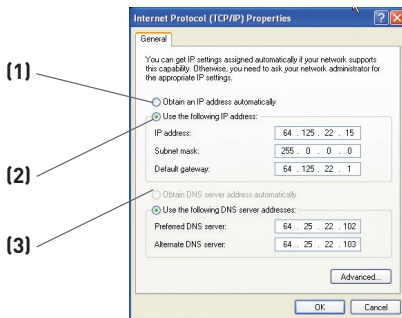 Internet Protocol (TCP/IP) Properties
General
You can get IP settings assigned automatically if your network supports
this capability. Otherwise, you need to ask your network administrator for
the appropriate IP settings.
(1)
Obtain an IP address automatically
Use the following IP address:
IP address: 64 . 125 . 22 . 15
(2)
Subnet mask: 255 . 0 . 0 . 0
Default gateway: 64 . 125 . 22 . 1
Obtain DNS server address automatically
Use the following DNS server addresses:
Preferred DNS server: 64 . 25 . 22 . 102
(3)
Alternate DNS server: 64 . 25 . 22 . 103
Advanced...
OK Cancel